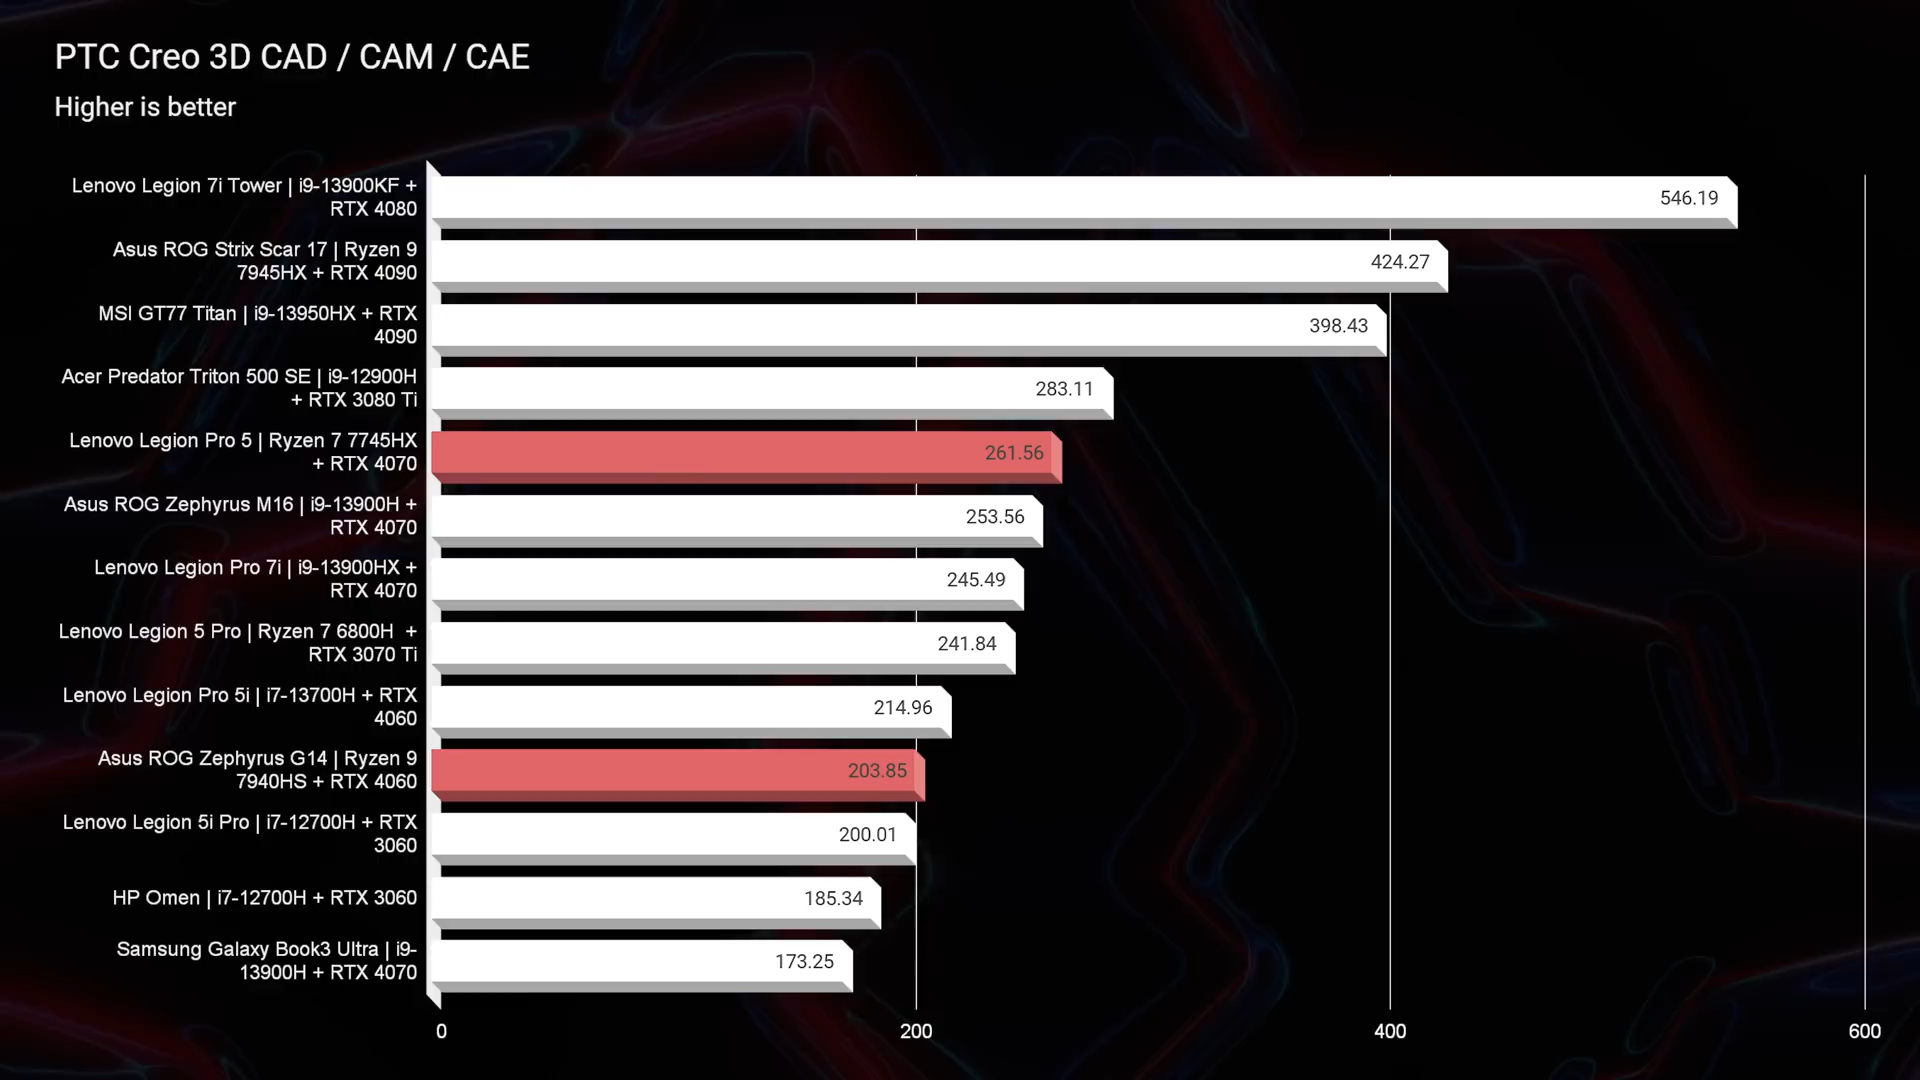 PTC Creo 3D CAD / CAM / CAE
Higher is better
Lenovo Legion 7i Tower | i9-13900KF +
RTX 4080
546.19
Asus ROG Strix Scar 17 | Ryzen 9
7945HX + RTX 4090
424.27
MSI GT77 Titan | i9-13950HX + RTX
4090
398.43
Acer Predator Triton 500 SE | i9-12900H
+ RTX 3080 Ti
283.11
Lenovo Legion Pro 5 | Ryzen 7 7745HX
+ RTX 4070
261.56
Asus ROG Zephyrus M16 | i9-13900H +
RTX 4070
253.56
Lenovo Legion Pro 7i | i9-13900HX +
RTX 4070
245.49
Lenovo Legion 5 Pro | Ryzen 7 6800H +
RTX 3070 Ti
241.84
Lenovo Legion Pro 5i | i7-13700H + RTX
4060
214.96
Asus ROG Zephyrus G14 | Ryzen 9
7940HS + RTX 4060
203.85
Lenovo Legion 5i Pro | i7-12700H + RTX
3060
200.01
HP Omen | i7-12700H + RTX 3060
185.34
Samsung Galaxy Book3 Ultra | i9-
13900H + RTX 4070
173.25
0
200
400
600